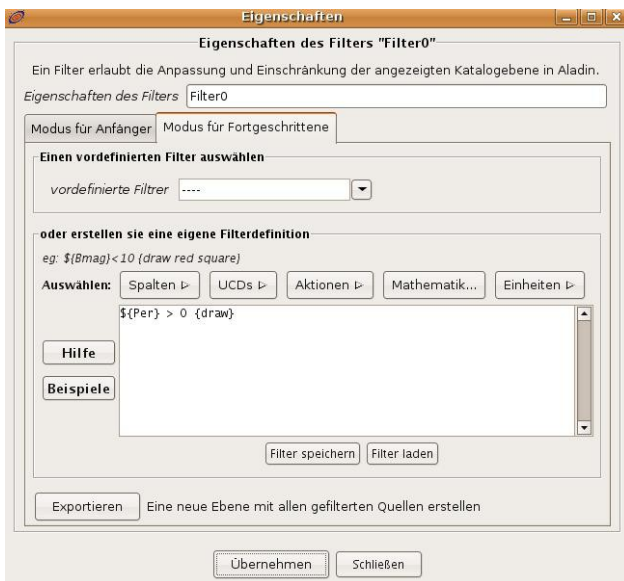 Eigenschaften
Eigenschaften des Filters "Filter0"
Ein Filter erlaubt die Anpassung und Einschränkung der angezeigten Katalogebene in Aladin.
Eigenschaften des Filters Filter0
Modus für Anfänger Modus für Fortgeschrittene
Einen vordefinierten Filter auswählen
vordefinierte Filtrer ----
oder erstellen sie eine eigene Filterdefinition
eg: ${Bmag}<10 {draw red square}
Auswählen: Spalten ▷ UCDs ▷ Aktionen ▷ Mathematik... Einheiten ▷
${Per} > 0 {draw}
Hilfe
Beispiele
Filter speichern Filter laden
Exportieren Eine neue Ebene mit allen gefilterten Quellen erstellen
Übernehmen Schließen